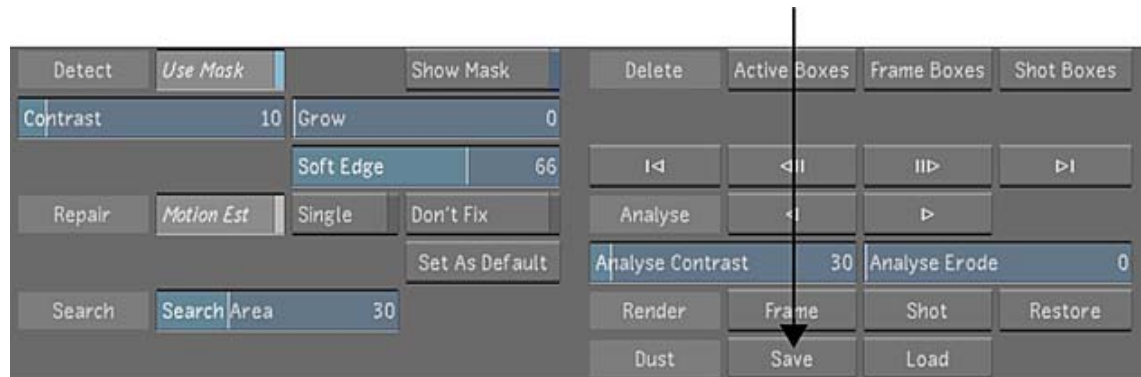 Detect Use Mask Show Mask Delete Active Boxes Frame Boxes Shot Boxes
Contrast 10 Grow 0
Soft Edge 66
Repair Motion Est Single Don't Fix Analyse
Set As Default Analyse Contrast 30 Analyse Erode 0
Search Search Area 30 Render Frame Shot Restore
Dust Save Load